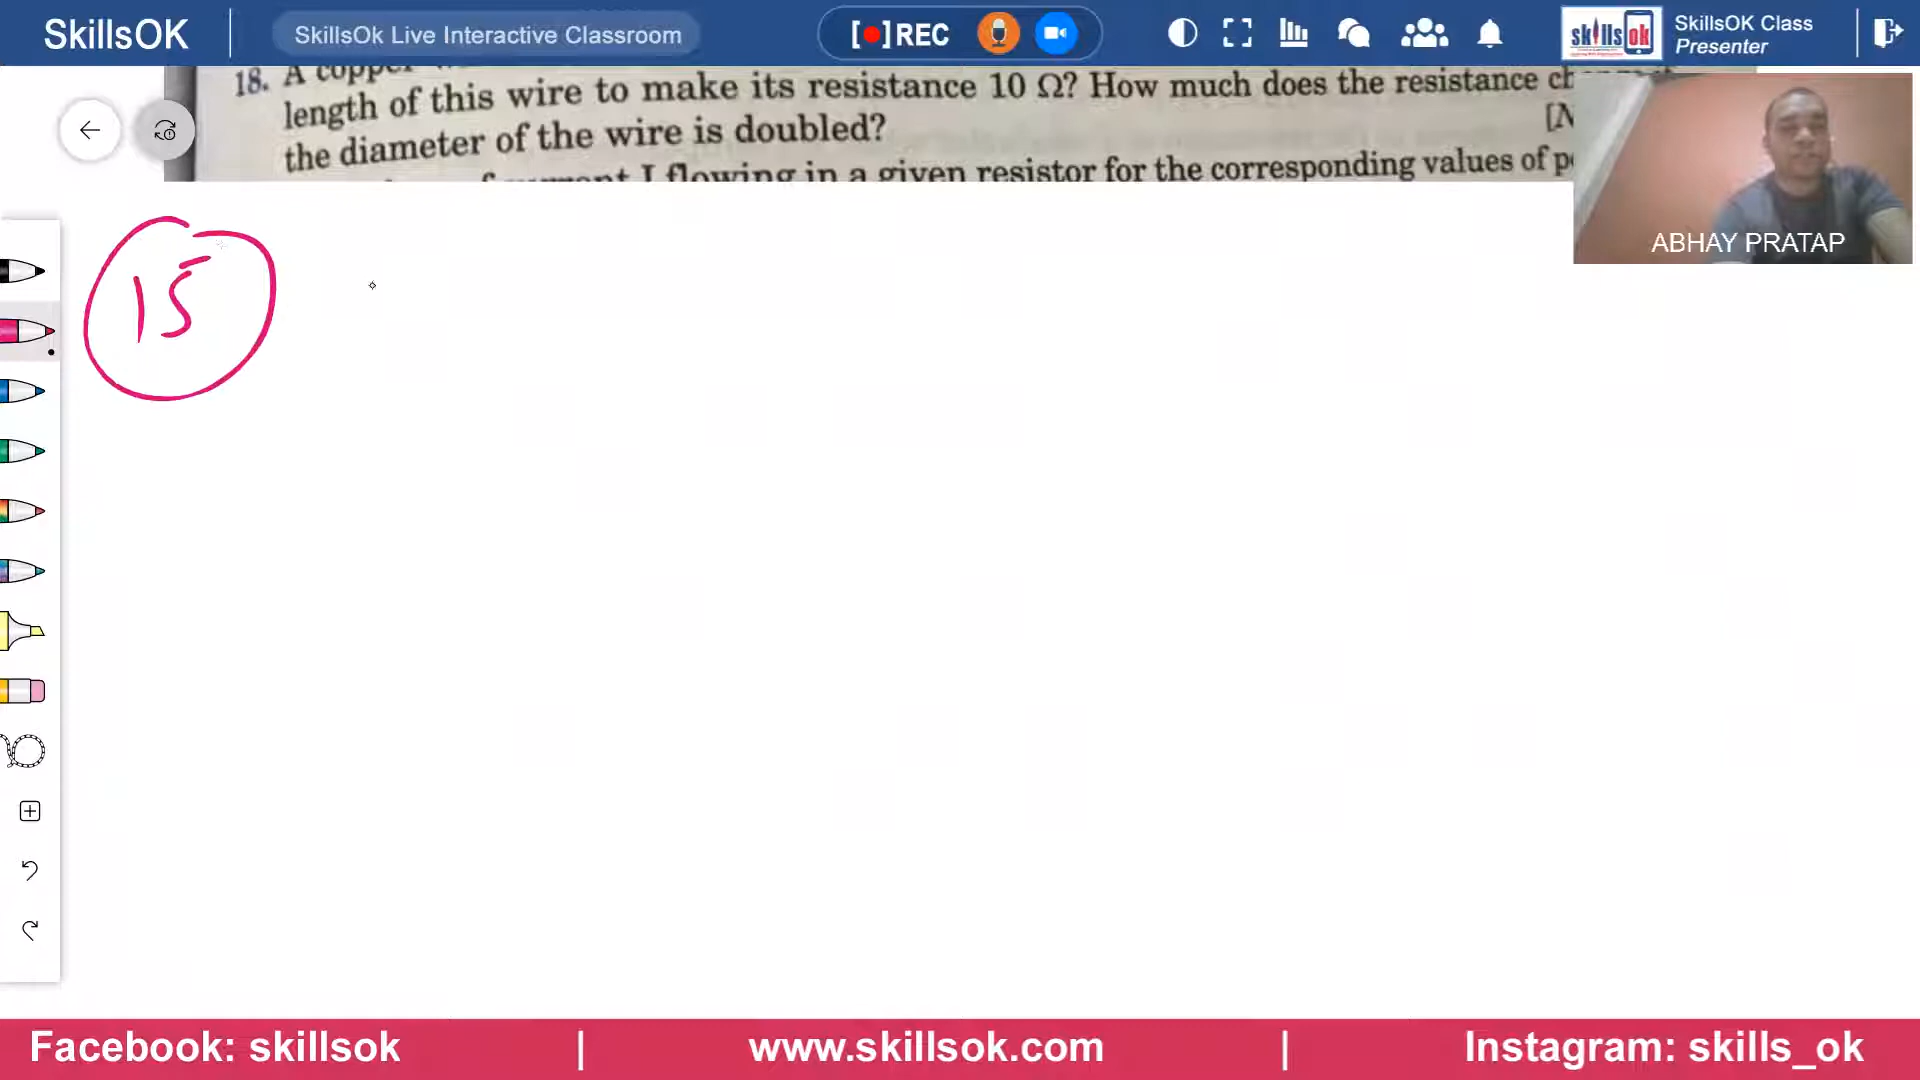 SkillsOK
SkillsOk Live Interactive Classroom
[●]REC
skills ok
SkillsOK Class
Presenter
18. A copper
length of this wire to make its resistance 10 Ω? How much does the resistance
the diameter of the wire is doubled?
[N
I flowing in a given resistor for the corresponding values of
ABHAY PRATAP
15
Facebook: skillsok | www.skillsok.com | Instagram: skills_ok